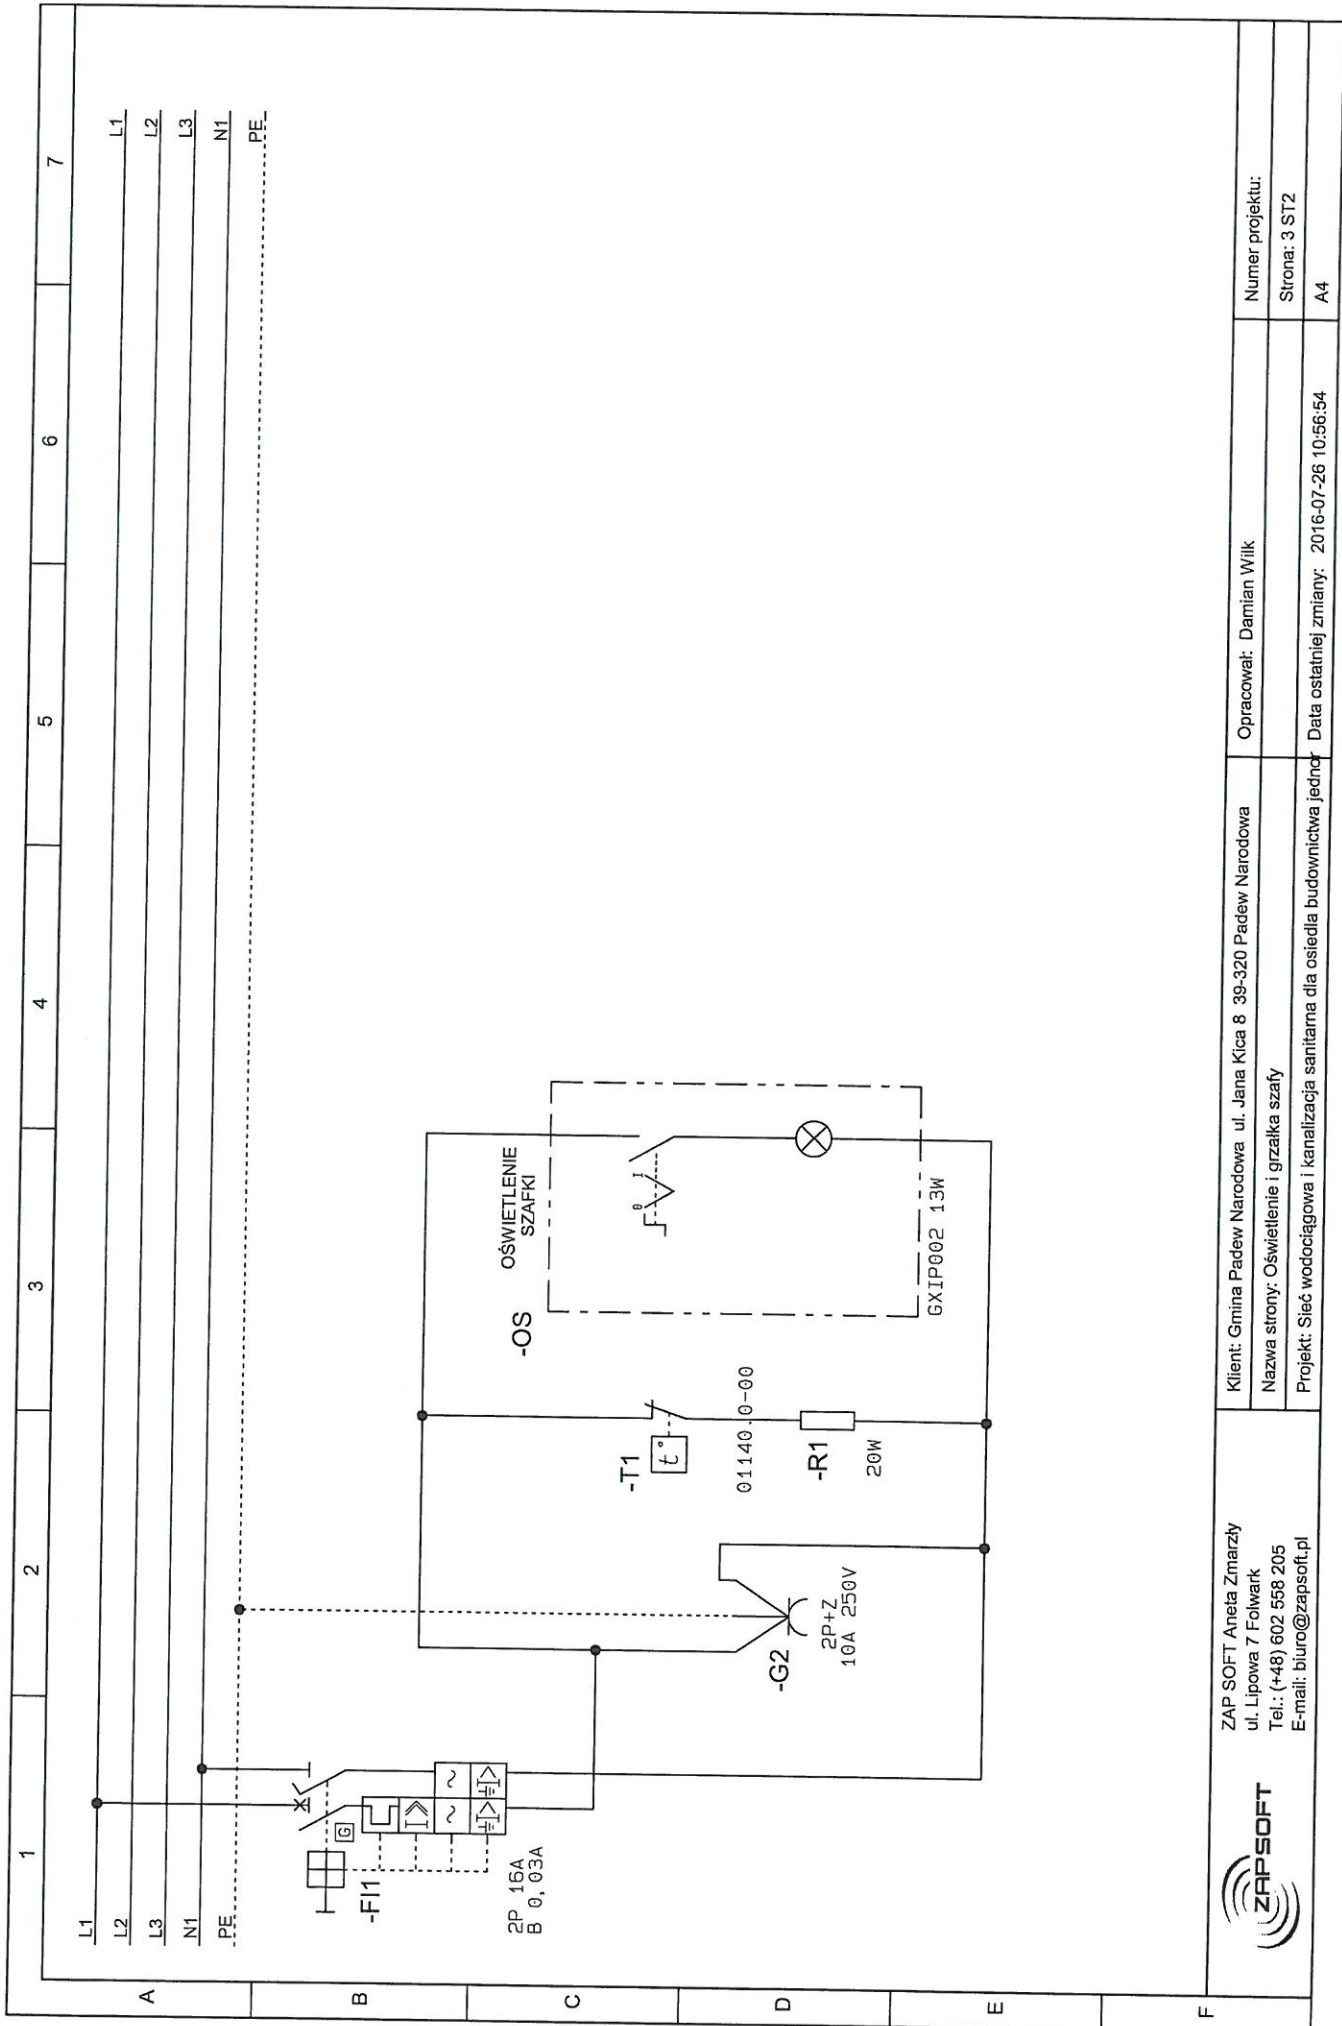 1 2 3 4 5 6 7
A
B
C
D
E
F
L1 L1
L2 L2
L3 L3
N1 N1
PE PE
-FI1
G
2P 16A
B 0,03A
-G2
2P+Z
10A 250V
-T1
t°
01140.0-00
-R1
20W
-OS
OŚWIETLENIE
SZAFKI
0 I
GXIP002 13W
ZAPSOFT
ZAP SOFT Aneta Zmarzły
ul. Lipowa 7 Folwark
Tel.: (+48) 602 558 205
E-mail: biuro@zapsoft.pl
Klient: Gmina Padew Narodowa ul. Jana Kica 8 39-320 Padew Narodowa
Nazwa strony: Oświetlenie i grzałka szafy
Projekt: Sieć wodociągowa i kanalizacja sanitarna dla osiedla budownictwa jednor
Opracował: Damian Wilk
Data ostatniej zmiany: 2016-07-26 10:56:54
Numer projektu:
Strona: 3 ST2
A4